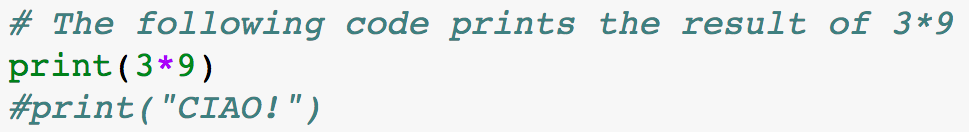 # The following code prints the result of 3*9
print(3*9)
#print("CIAO!")